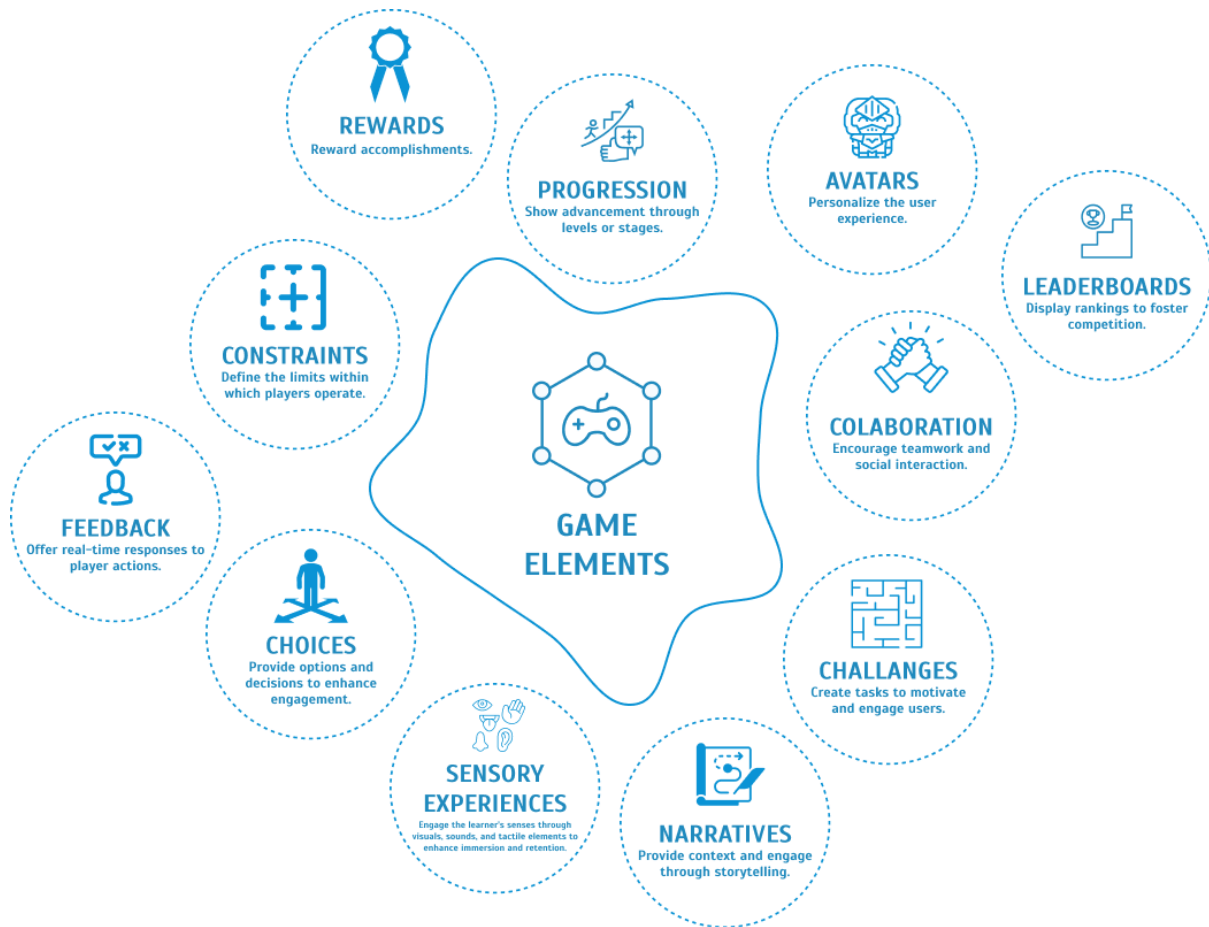 REWARDS
Reward accomplishments.
PROGRESSION
Show advancement through
levels or stages.
AVATARS
Personalize the user
experience.
LEADERBOARDS
Display rankings to foster
competition.
CONSTRAINTS
Define the limits within
which players operate.
COLABORATION
Encourage teamwork and
social interaction.
FEEDBACK
Offer real-time responses to
player actions.
GAME
ELEMENTS
CHOICES
Provide options and
decisions to enhance
engagement.
CHALLANGES
Create tasks to motivate
and engage users.
SENSORY
EXPERIENCES
Engage the learner's senses through
visuals, sounds, and tactile elements to
enhance immersion and retention.
NARRATIVES
Provide context and engage
through storytelling.